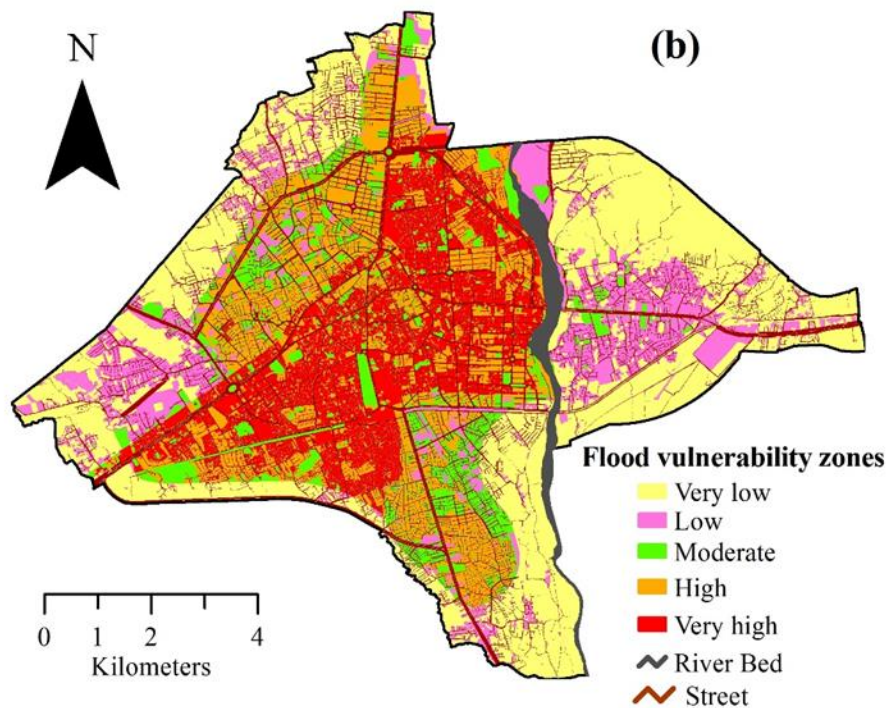 N
(b)
Flood vulnerability zones
Very low
Low
Moderate
High
Very high
River Bed
Street
0 1 2 4
Kilometers